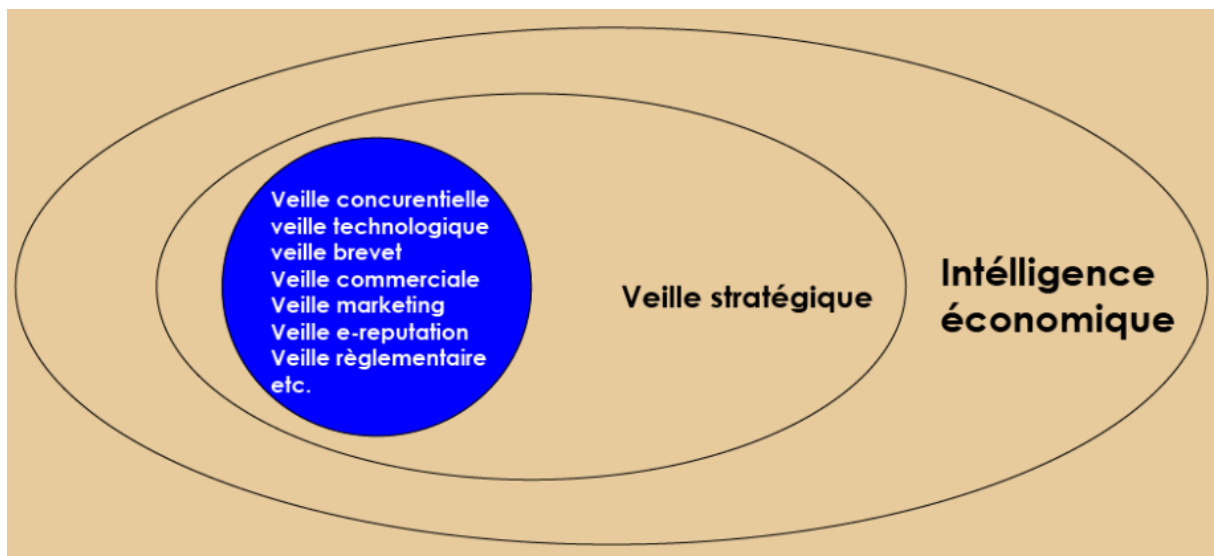 Veille concurentielle
veille technologique
veille brevet
Veille commerciale
Veille marketing
Veille e-reputation
Veille règlementaire
etc.
Veille stratégique
Intélligence
économique